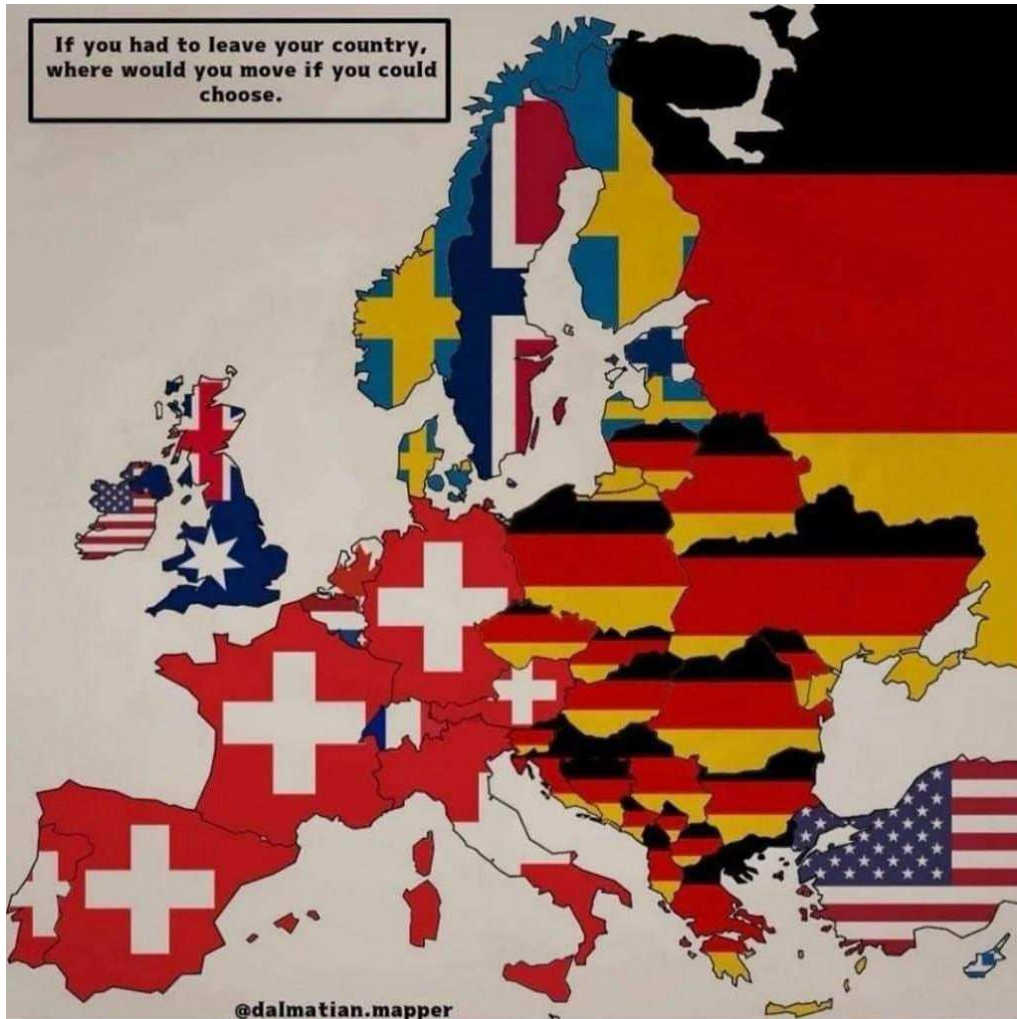 If you had to leave your country,
where would you move if you could
choose.
@dalmatian.mapper